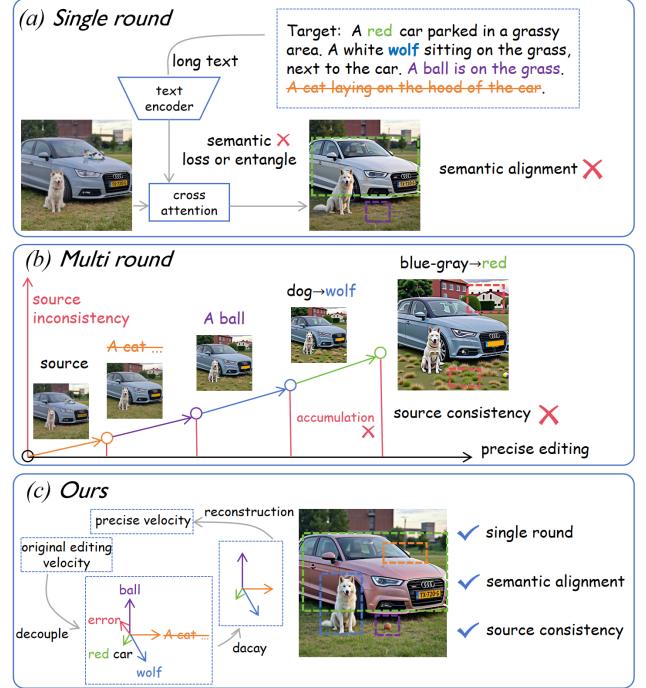 (a) Single round
Target: A red car parked in a grassy
area. A white wolf sitting on the grass,
next to the car. A ball is on the grass.
A cat laying on the hood of the car.
long text
text
encoder
semantic
loss or entangle
cross
attention
semantic alignment
(b) Multi round
source
inconsistency
source
A cat ...
A ball
dog→wolf
blue-gray→red
accumulation
source consistency
precise editing
(c) Ours
precise velocity
reconstruction
original editing
velocity
decouple
ball
error
A cat ...
red car
wolf
dacay
single round
semantic alignment
source consistency